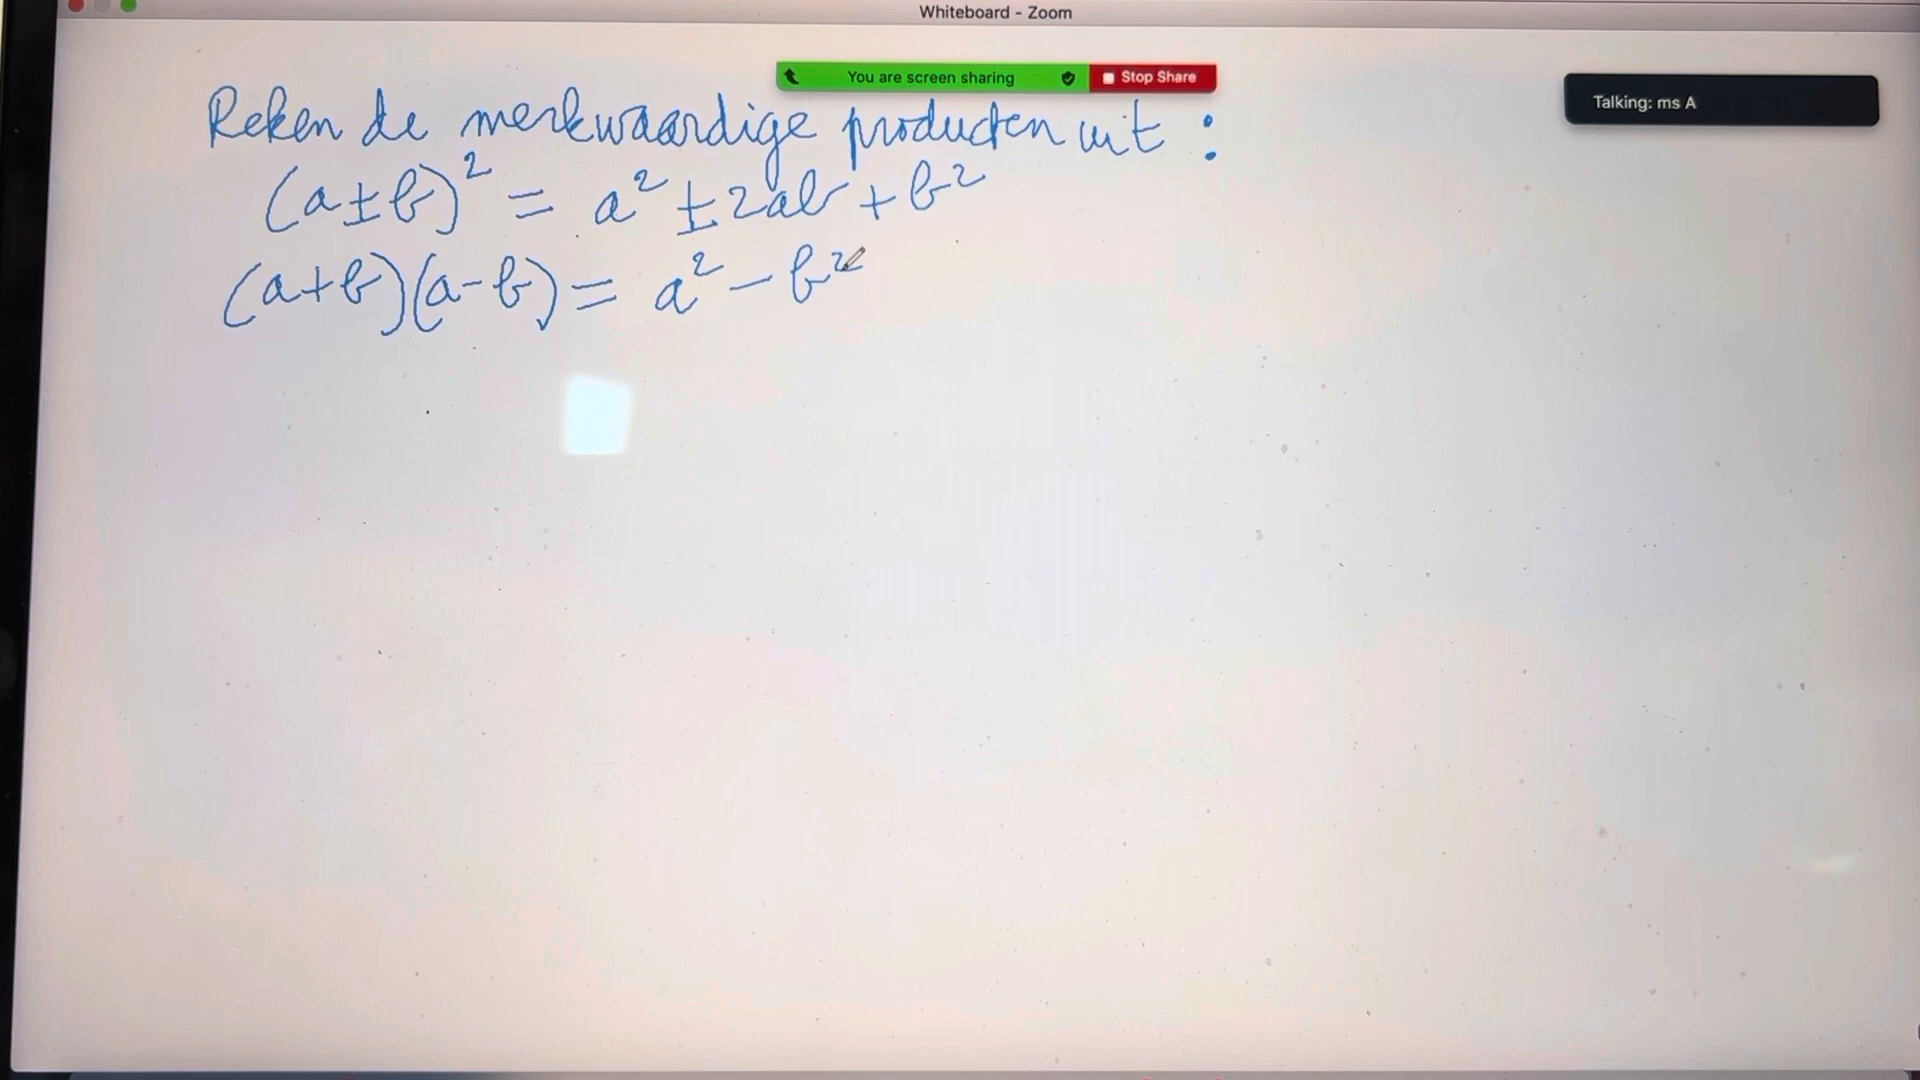 Whiteboard - Zoom
You are screen sharing
Stop Share
Talking: ms A
Reken de merkwaardige producten uit :
(a±b)² = a² ± 2ab + b²
(a+b)(a-b) = a² - b²